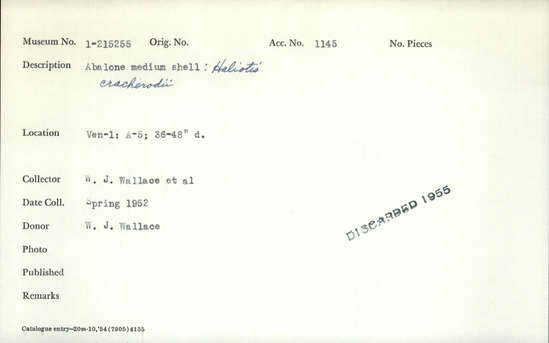 Museum No. 1-215255 Orig. No. Acc. No. 1145 No. Pieces
Description Abalone medium shell: Haliotis
cracherodii
Location Ven-1: A-5; 36-48" d.
Collector W. J. Wallace et al
Date Coll. Spring 1952
Donor W. J. Wallace
DISCARDED 1955
Photo
Published
Remarks
Catalogue entry—20m-10,'54(7905)4155